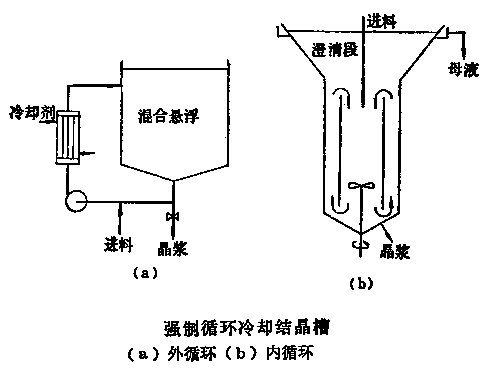 进料
澄清段
母液
冷却剂
混合悬浮
进料
晶浆
晶浆
(a)
(b)
强制循环冷却结晶槽
(a)外循环(b)内循环